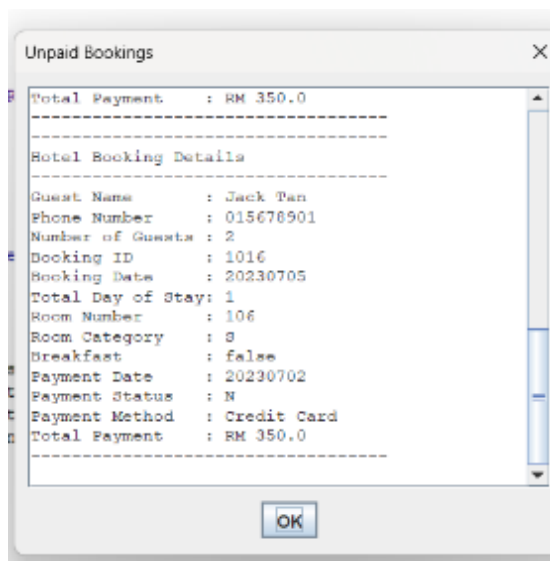 Unpaid Bookings
Total Payment : RM 350.0
-----------------------------------
-----------------------------------
Hotel Booking Details
-----------------------------------
Guest Name : Jack Tan
Phone Number : 015678901
Number of Guests : 2
Booking ID : 1016
Booking Date : 20230705
Total Day of Stay: 1
Room Number : 106
Room Category : S
Breakfast : false
Payment Date : 20230702
Payment Status : N
Payment Method : Credit Card
Total Payment : RM 350.0
-----------------------------------
OK